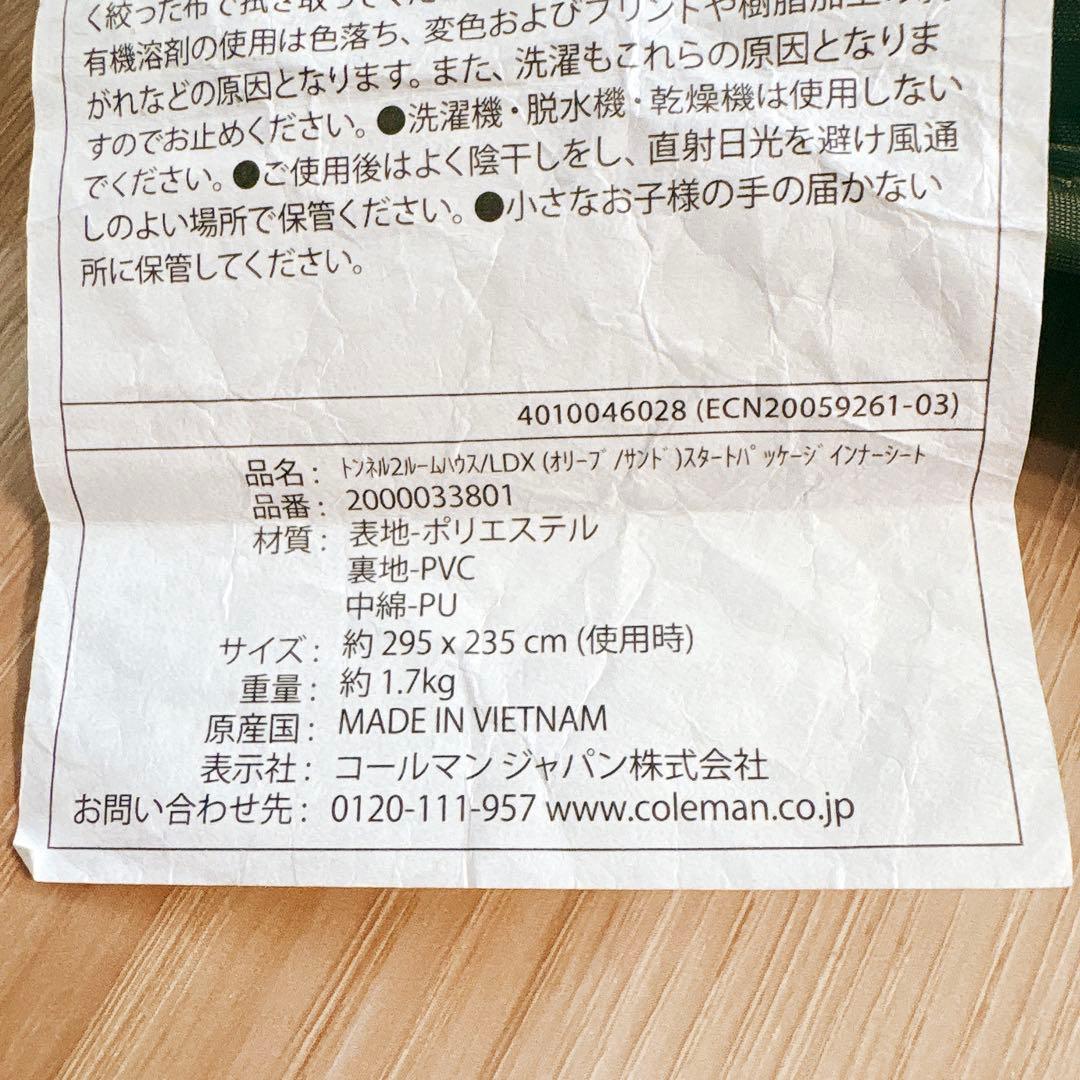 く絞った布で拭き取ってくだ
有機溶剤の使用は色落ち、変色およびプリントや樹脂加工の
がれなどの原因となります。また、洗濯もこれらの原因となりま
すのでお止めください。●洗濯機・脱水機・乾燥機は使用しない
でください。●ご使用後はよく陰干しをし、直射日光を避け風通
しのよい場所で保管ください。●小さなお子様の手の届かない
所に保管してください。
4010046028 (ECN20059261-03)
品名： ﾄﾝﾈﾙ2ﾙｰﾑﾊｳｽ/LDX (ｵﾘｰﾌﾞ/ｻﾝﾄﾞ)ｽﾀｰﾄﾊﾟｯｹｰｼﾞｲﾝﾅｰｼｰﾄ
品番： 2000033801
材質： 表地-ポリエステル
裏地-PVC
中綿-PU
サイズ： 約 295 x 235 cm (使用時)
重量： 約 1.7kg
原産国： MADE IN VIETNAM
表示社： コールマン ジャパン株式会社
お問い合わせ先： 0120-111-957 www.coleman.co.jp